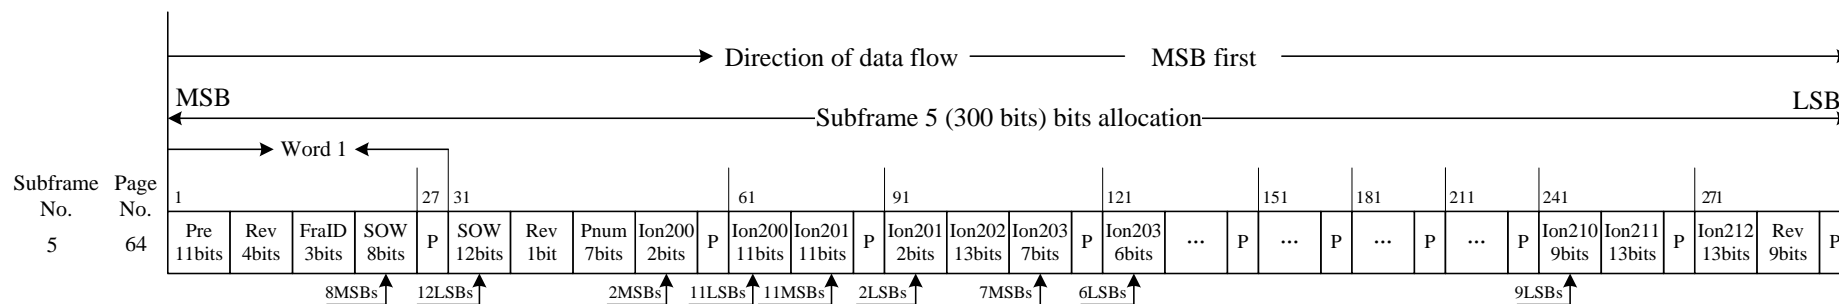 Direction of data flow MSB first
MSB LSB
Subframe 5 (300 bits) bits allocation
Word 1
Subframe Page
No. No.
1 27 31 61 91 121 151 181 211 241 271
Pre Rev FraID SOW P SOW Rev Pnum Ion200 P Ion200 Ion201 P Ion201 Ion202 Ion203 P Ion203 ... P ... P ... P ... P Ion210 Ion211 P Ion212 Rev P
5 64 11bits 4bits 3bits 8bits 12bits 1bit 7bits 2bits 11bits 11bits 2bits 13bits 7bits 6bits 9bits 13bits 13bits 9bits
8MSBs 12LSBs 2MSBs 11LSBs 11MSBs 2LSBs 7MSBs 6LSBs 9LSBs